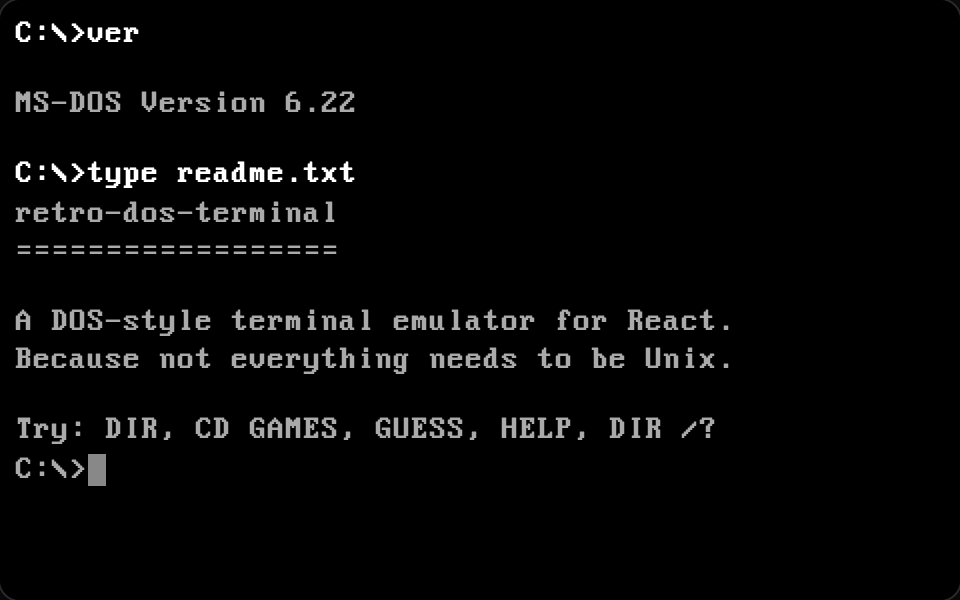 C:\>ver
MS-DOS Version 6.22
C:\>type readme.txt
retro-dos-terminal
==================
A DOS-style terminal emulator for React.
Because not everything needs to be Unix.
Try: DIR, CD GAMES, GUESS, HELP, DIR /?
C:\>